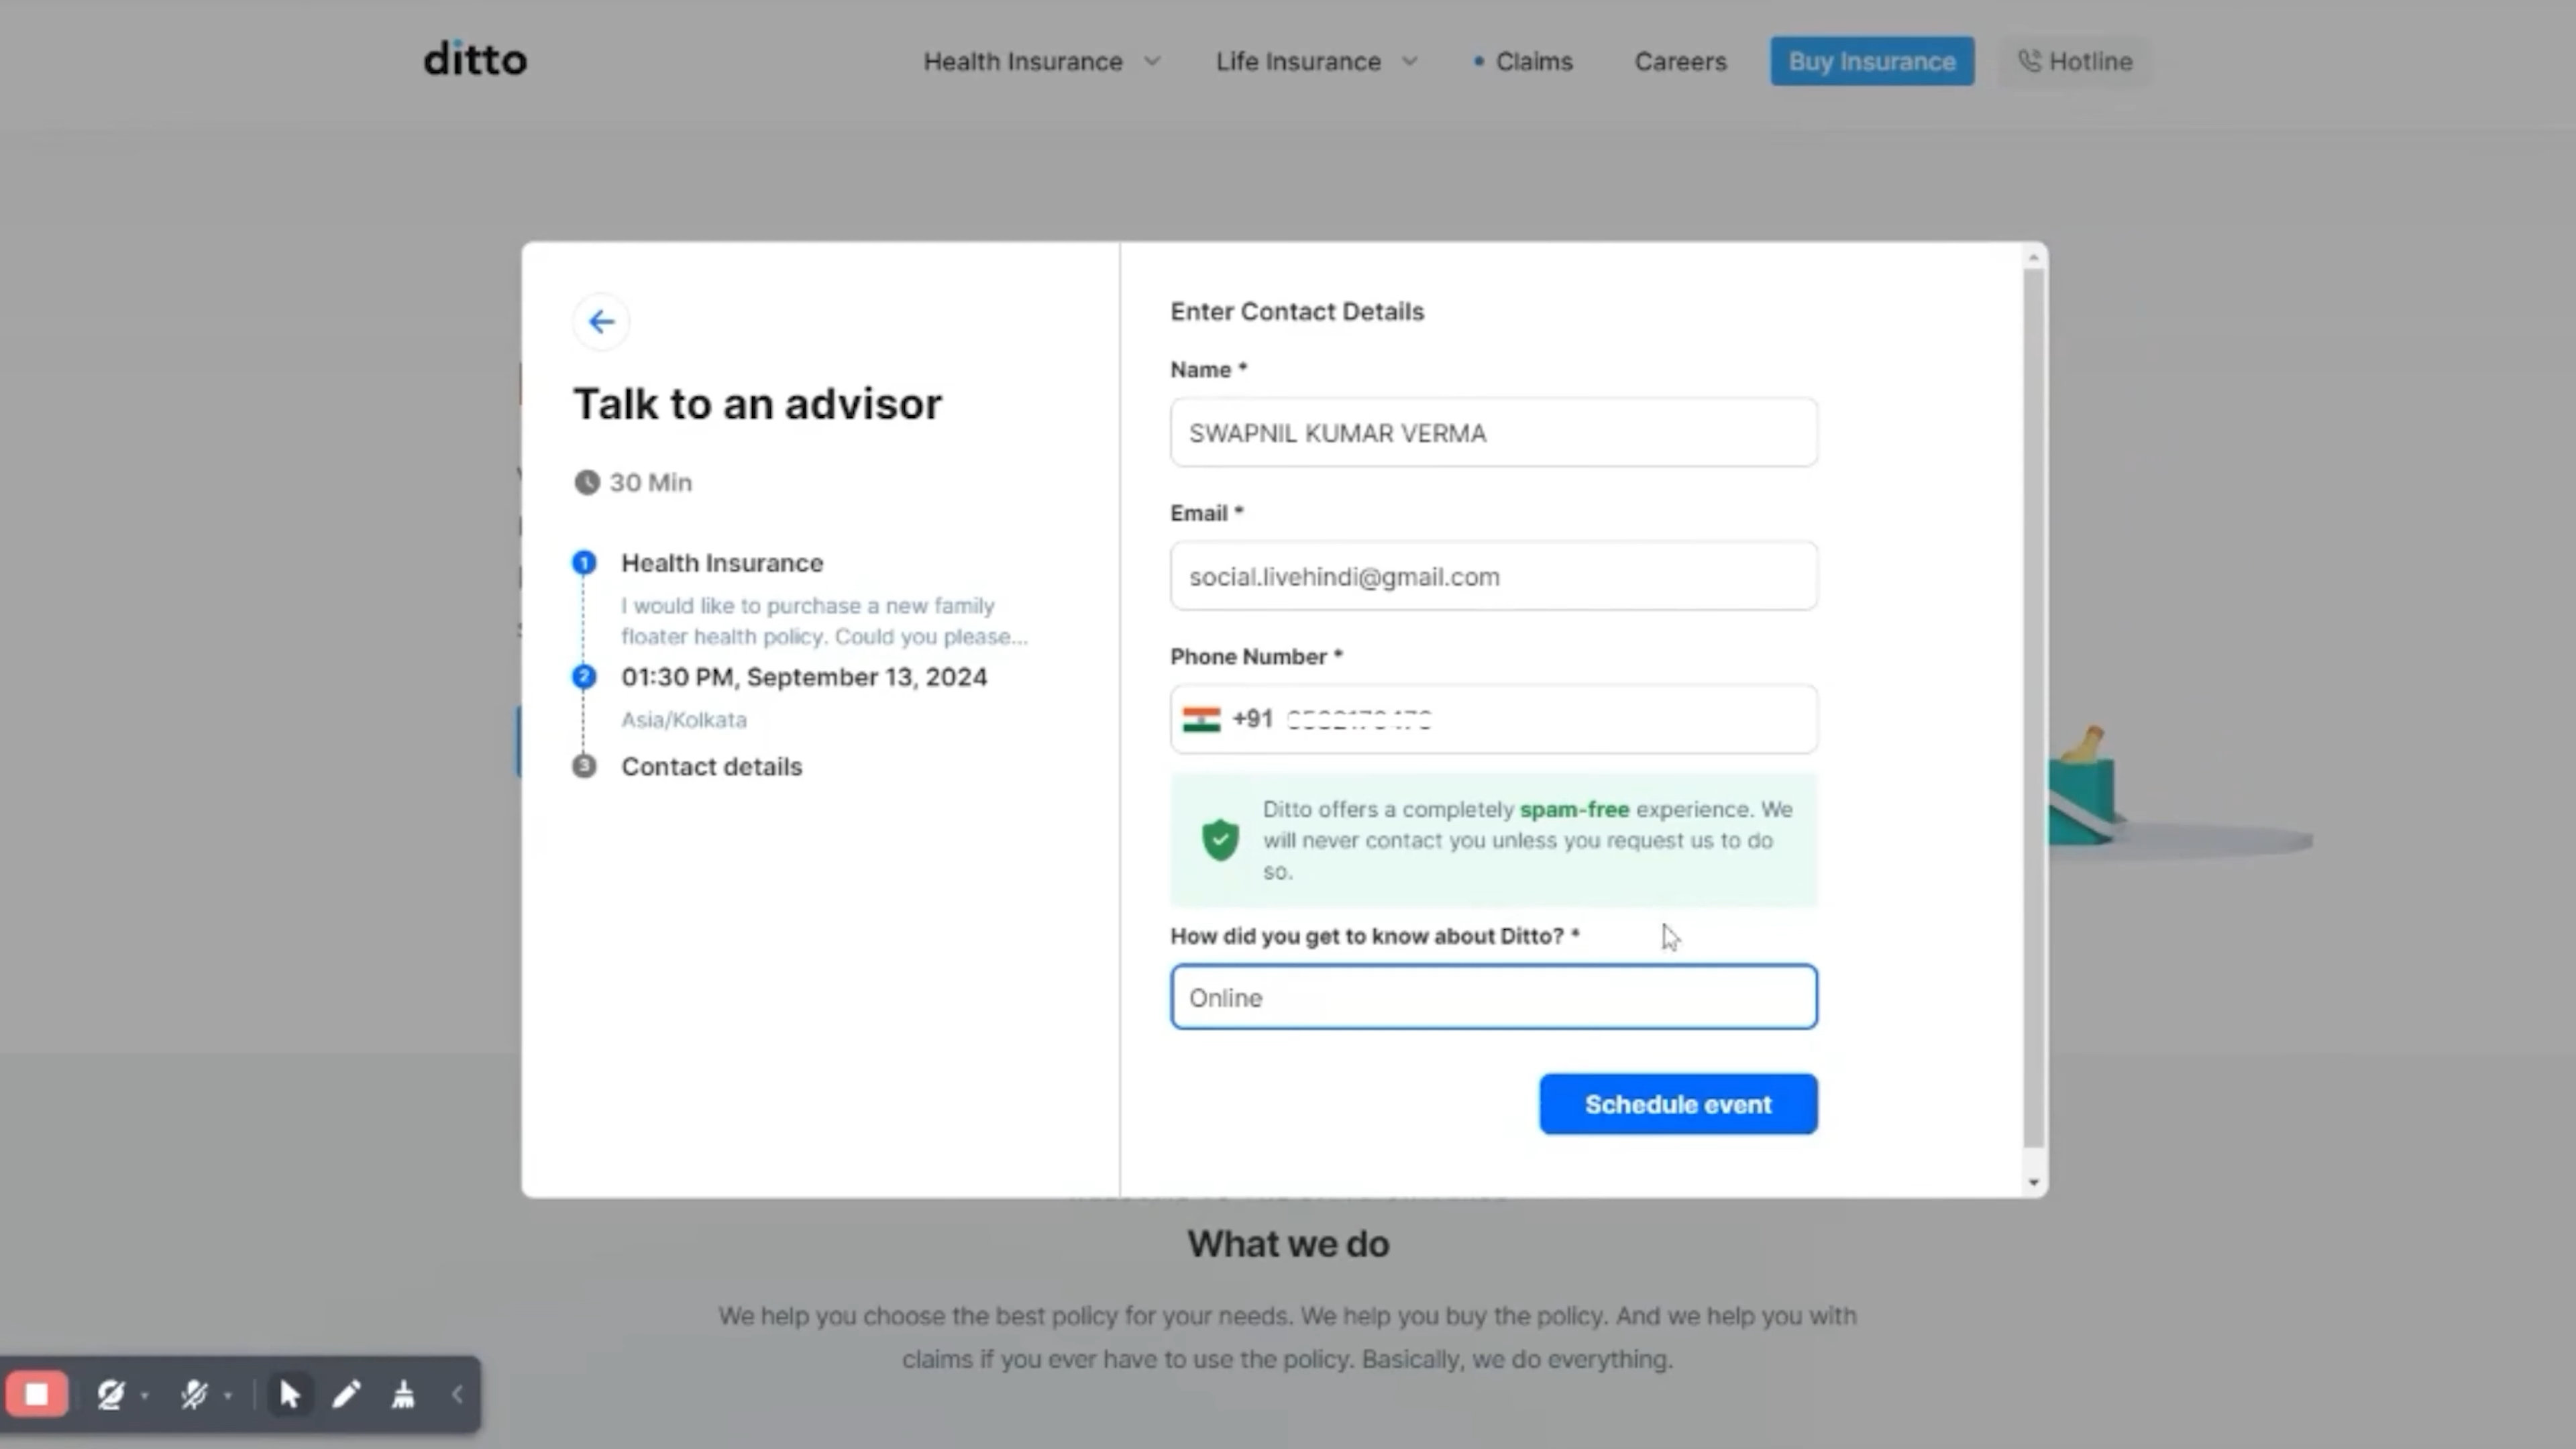 ditto
Health Insurance
Life Insurance
• Claims
Careers
Buy Insurance
Hotline
Talk to an advisor
30 Min
1 Health Insurance
I would like to purchase a new family
floater health policy. Could you please...
2 01:30 PM, September 13, 2024
Asia/Kolkata
3 Contact details
Enter Contact Details
Name *
SWAPNIL KUMAR VERMA
Email *
social.livehindi@gmail.com
Phone Number *
+91
Ditto offers a completely spam-free experience. We
will never contact you unless you request us to do
so.
How did you get to know about Ditto? *
Online
Schedule event
What we do
We help you choose the best policy for your needs. We help you buy the policy. And we help you with
claims if you ever have to use the policy. Basically, we do everything.